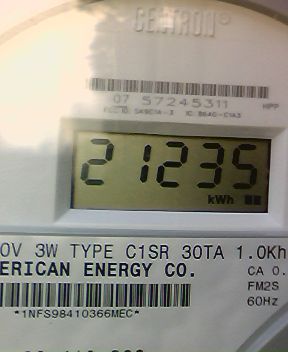 CENTRON®
07 57245311 HPP
21235
kWh
0V 3W TYPE C1SR 30TA 1.0Kh
ERICAN ENERGY CO. CA 0.
FM2S
*1NFS98410366MEC* 60Hz